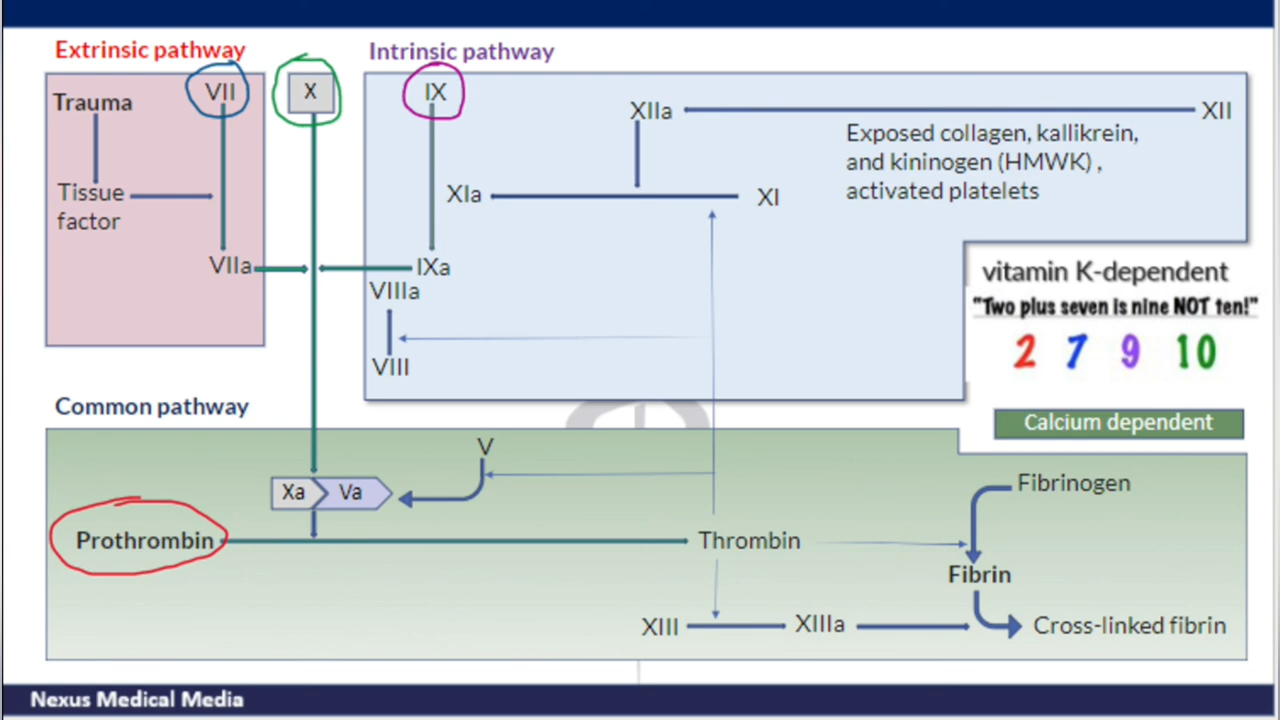 Extrinsic pathway
Intrinsic pathway
VII
X
IX
Trauma
XIIa
XII
Exposed collagen, kallikrein,
and kininogen (HMWK) ,
activated platelets
Tissue
factor
XIa
XI
VIIa
IXa
VIIIa
VIII
vitamin K-dependent
"Two plus seven is nine NOT ten!"
2 7 9 10
Calcium dependent
Common pathway
V
Xa
Va
Fibrinogen
Prothrombin
Thrombin
Fibrin
XIII
XIIIa
Cross-linked fibrin
Nexus Medical Media